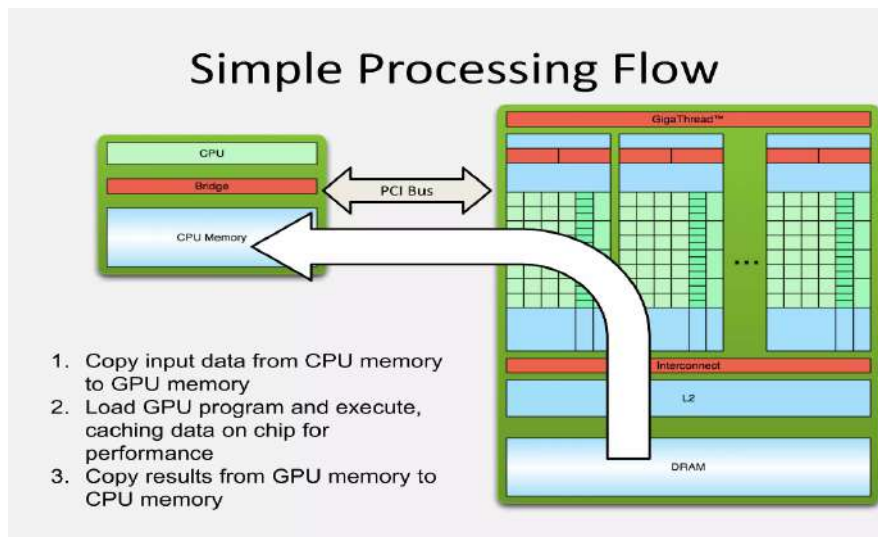 Simple Processing Flow
GigaThread™
CPU
Bridge
PCI Bus
CPU Memory
...
Interconnect
L2
DRAM
1. Copy input data from CPU memory
to GPU memory
2. Load GPU program and execute,
caching data on chip for
performance
3. Copy results from GPU memory to
CPU memory